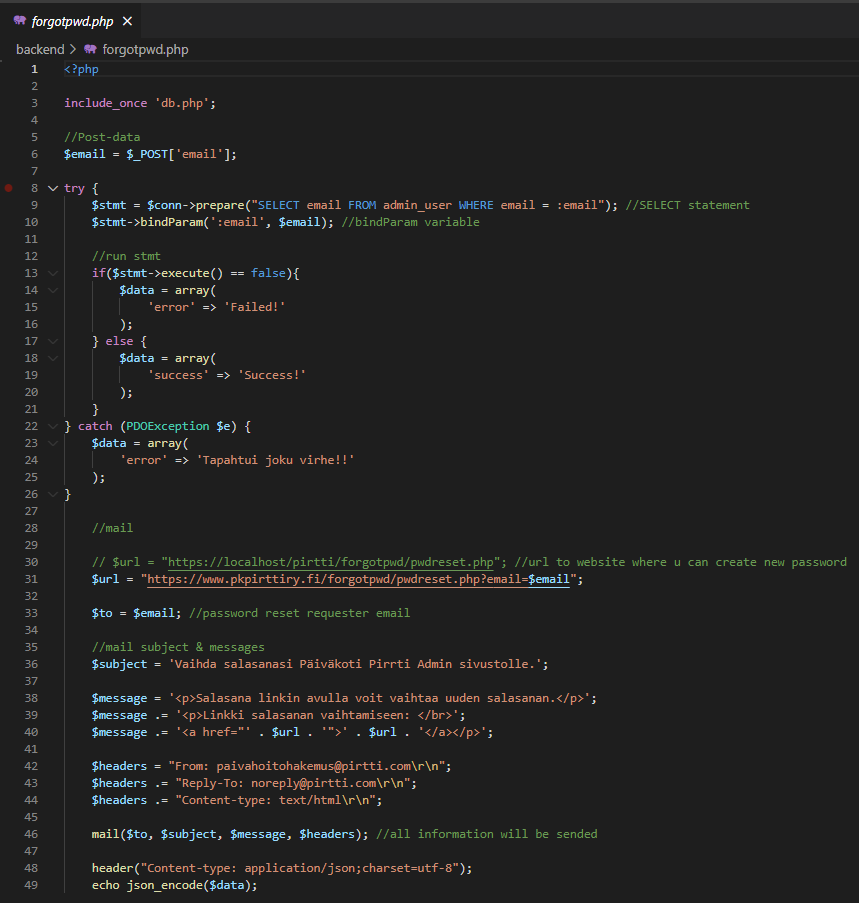 forgotpwd.php ×
backend > forgotpwd.php
1 <?php
2
3 include_once 'db.php';
4
5 //Post-data
6 $email = $_POST['email'];
7
8 try {
9 $stmt = $conn->prepare("SELECT email FROM admin_user WHERE email = :email"); //SELECT statement
10 $stmt->bindParam(':email', $email); //bindParam variable
11
12 //run stmt
13 if($stmt->execute() == false){
14 $data = array(
15 'error' => 'Failed!'
16 );
17 } else {
18 $data = array(
19 'success' => 'Success!'
20 );
21 }
22 } catch (PDOException $e) {
23 $data = array(
24 'error' => 'Tapahtui joku virhe!!'
25 );
26 }
27
28 //mail
29
30 // $url = "https://localhost/pirtti/forgotpwd/pwdreset.php"; //url to website where u can create new password
31 $url = "https://www.pkpirttiry.fi/forgotpwd/pwdreset.php?email=$email";
32
33 $to = $email; //password reset requester email
34
35 //mail subject & messages
36 $subject = 'Vaihda salasanasi Päiväkoti Pirrti Admin sivustolle.';
37
38 $message = '<p>Salasana linkin avulla voit vaihtaa uuden salasanan.</p>';
39 $message .= '<p>Linkki salasanan vaihtamiseen: </br>';
40 $message .= '<a href="' . $url . '">' . $url . '</a></p>';
41
42 $headers = "From: paivahoitohakemus@pirtti.com\r\n";
43 $headers .= "Reply-To: noreply@pirtti.com\r\n";
44 $headers .= "Content-type: text/html\r\n";
45
46 mail($to, $subject, $message, $headers); //all information will be sended
47
48 header("Content-type: application/json;charset=utf-8");
49 echo json_encode($data);